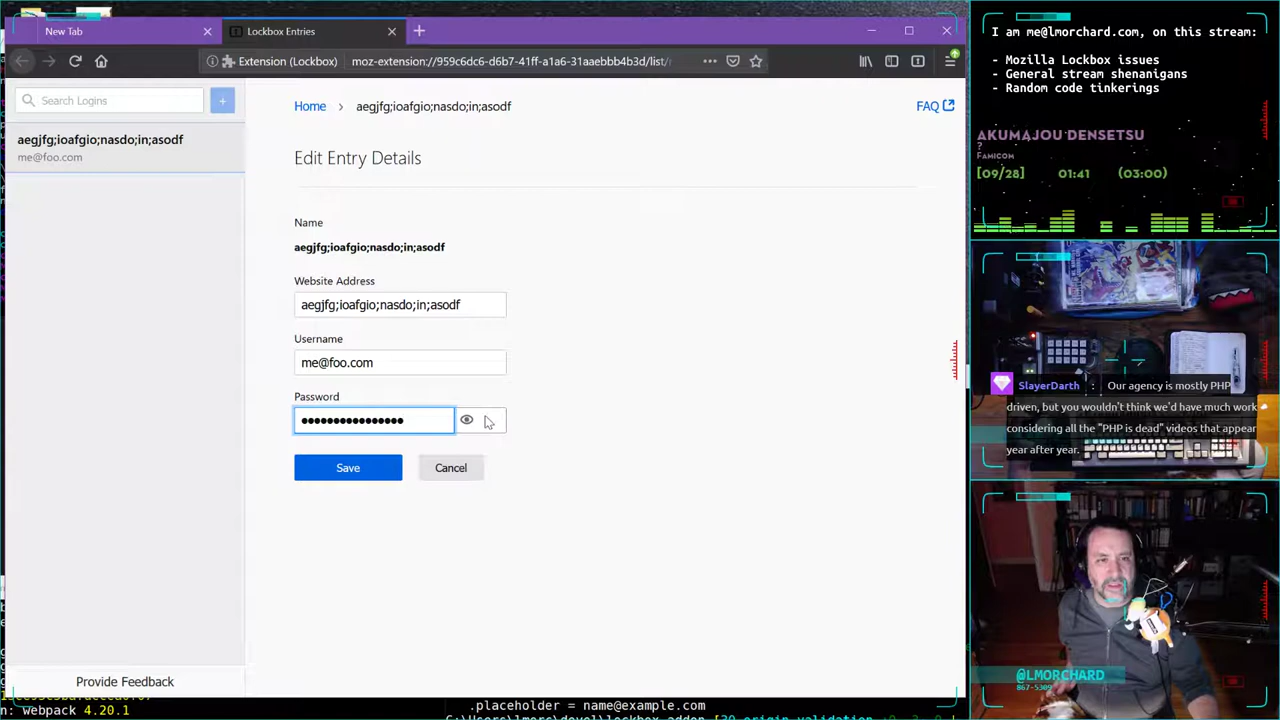 New Tab
Lockbox Entries
Extension (Lockbox)
moz-extension://959c6dc6-d6b7-41ff-a1a6-31aaebbb4b3d/list/
Search Logins
+
aegjfg;ioafgio;nasdo;in;asodf
me@foo.com
Home
aegjfg;ioafgio;nasdo;in;asodf
FAQ
Edit Entry Details
Name
aegjfg;ioafgio;nasdo;in;asodf
Website Address
aegjfg;ioafgio;nasdo;in;asodf
Username
me@foo.com
Password
Save
Cancel
Provide Feedback
n: webpack 4.20.1
.placeholder = name@example.com
I am me@lmorchard.com, on this stream:
- Mozilla Lockbox issues
- General stream shenanigans
- Random code tinkerings
AKUMAJOU DENSETSU
?
FAMICOM
[09/28] 01:41 (03:00)
SlayerDarth : Our agency is mostly PHP
driven, but you wouldn't think we'd have much work
considering all the "PHP is dead" videos that appear
year after year.
@LMORCHARD
867-5309